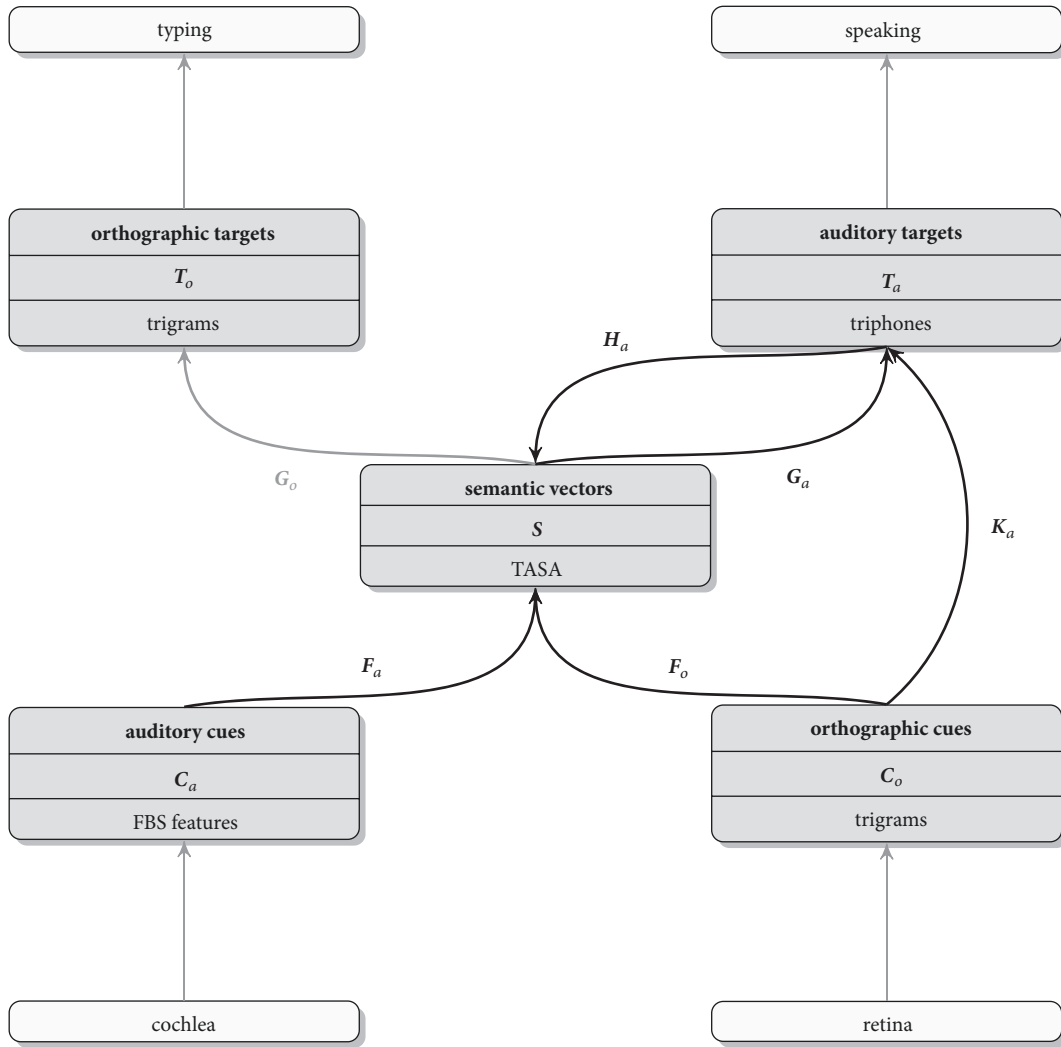 typing
speaking
orthographic targets
T_o
trigrams
auditory targets
T_a
triphones
H_a
G_o
G_a
semantic vectors
S
TASA
K_a
F_a
F_o
auditory cues
C_a
FBS features
orthographic cues
C_o
trigrams
cochlea
retina